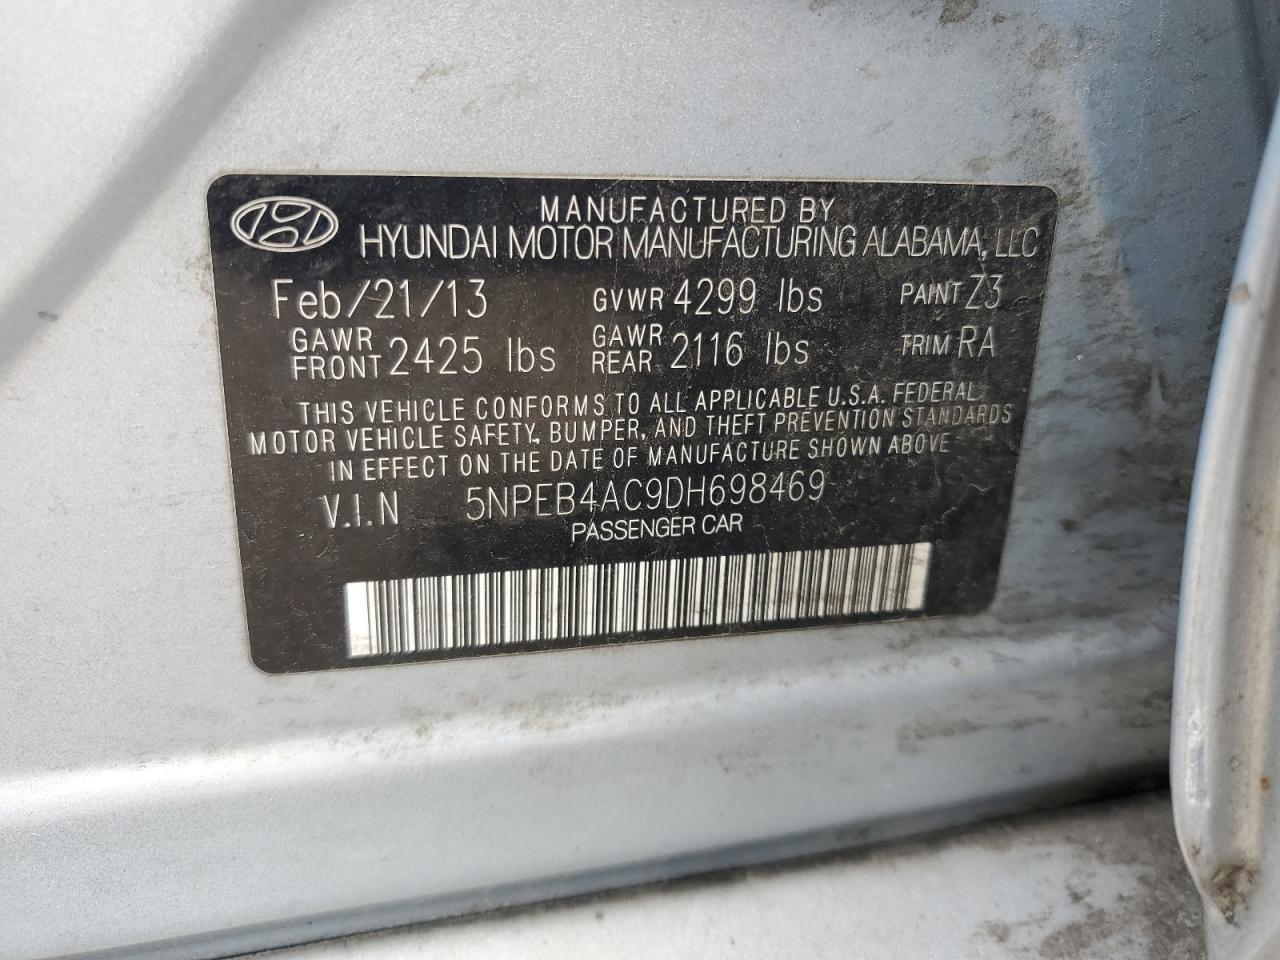 MANUFACTURED BY
HYUNDAI MOTOR MANUFACTURING ALABAMA, LLC
Feb/21/13 GVWR 4299 lbs PAINT Z3
GAWR FRONT 2425 lbs GAWR REAR 2116 lbs TRIM RA
THIS VEHICLE CONFORMS TO ALL APPLICABLE U.S.A. FEDERAL
MOTOR VEHICLE SAFETY, BUMPER, AND THEFT PREVENTION STANDARDS
IN EFFECT ON THE DATE OF MANUFACTURE SHOWN ABOVE
V.I.N 5NPEB4AC9DH698469
PASSENGER CAR